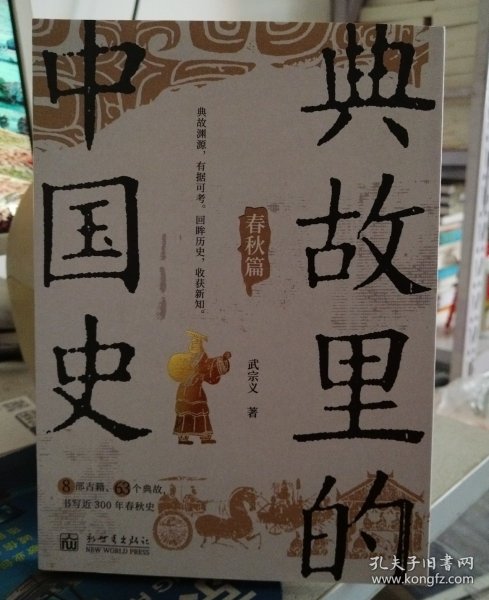 典故里的
中国史
春秋篇
典故渊源，有据可考。回眸历史，收获新知。
武宗义 著
8部古籍、63个典故，
书写近300年春秋史
新世界出版社
NEW WORLD PRESS
孔夫子旧书网
www.kongfz.com